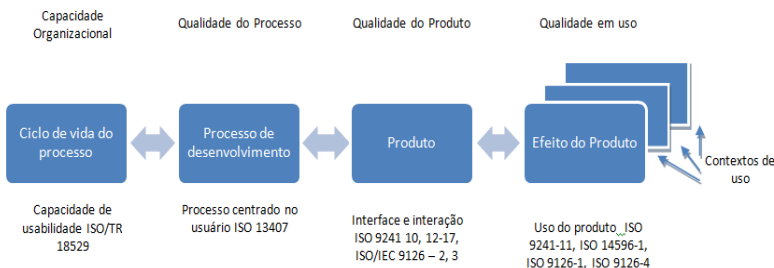 Capacidade
Organizacional
Qualidade do Processo
Qualidade do Produto
Qualidade em uso
Ciclo de vida do
processo
Processo de
desenvolvimento
Produto
Efeito do Produto
Contextos de
uso
Capacidade de
usabilidade ISO/TR
18529
Processo centrado no
usuário ISO 13407
Interface e interação
ISO 9241 10, 12-17,
ISO/IEC 9126 – 2, 3
Uso do produto ISO
9241-11, ISO 14596-1,
ISO 9126-1, ISO 9126-4